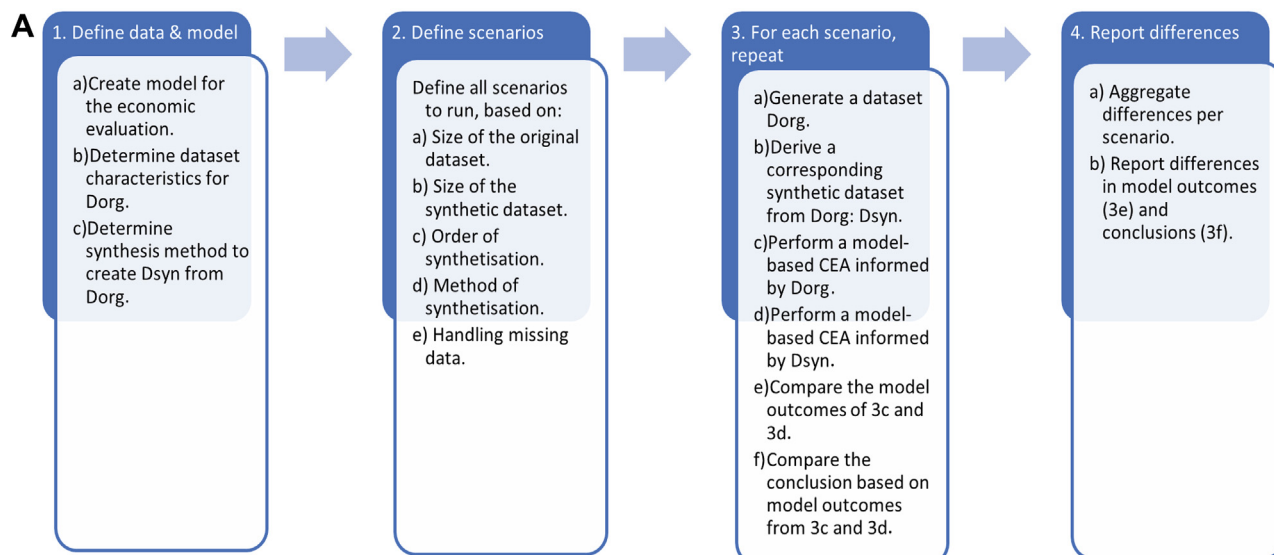 A
1. Define data & model
a)Create model for
the economic
evaluation.
b)Determine dataset
characteristics for
Dorg.
c)Determine
synthesis method to
create Dsyn from
Dorg.
2. Define scenarios
Define all scenarios
to run, based on:
a) Size of the original
dataset.
b) Size of the
synthetic dataset.
c) Order of
synthetisation.
d) Method of
synthetisation.
e) Handling missing
data.
3. For each scenario,
repeat
a)Generate a dataset
Dorg.
b)Derive a
corresponding
synthetic dataset
from Dorg: Dsyn.
c)Perform a model-
based CEA informed
by Dorg.
d)Perform a model-
based CEA informed
by Dsyn.
e)Compare the model
outcomes of 3c and
3d.
f)Compare the
conclusion based on
model outcomes
from 3c and 3d.
4. Report differences
a) Aggregate
differences per
scenario.
b) Report differences
in model outcomes
(3e) and
conclusions (3f).